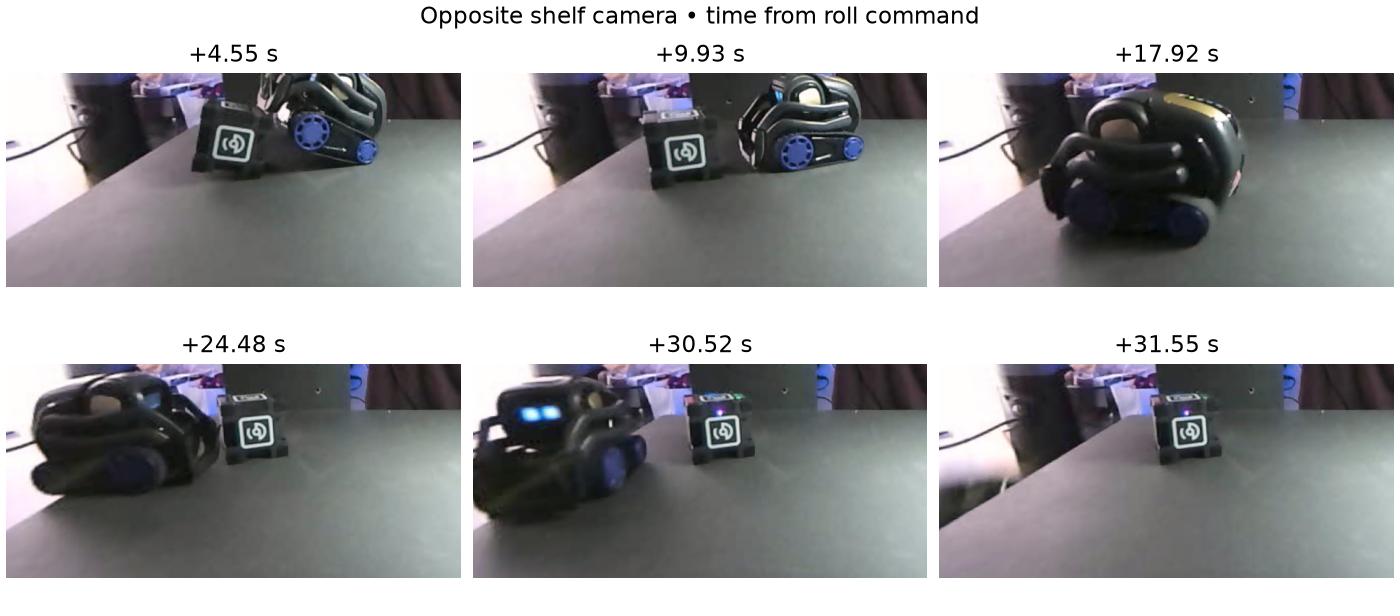 Opposite shelf camera • time from roll command
+4.55 s
+9.93 s
+17.92 s
+24.48 s
+30.52 s
+31.55 s